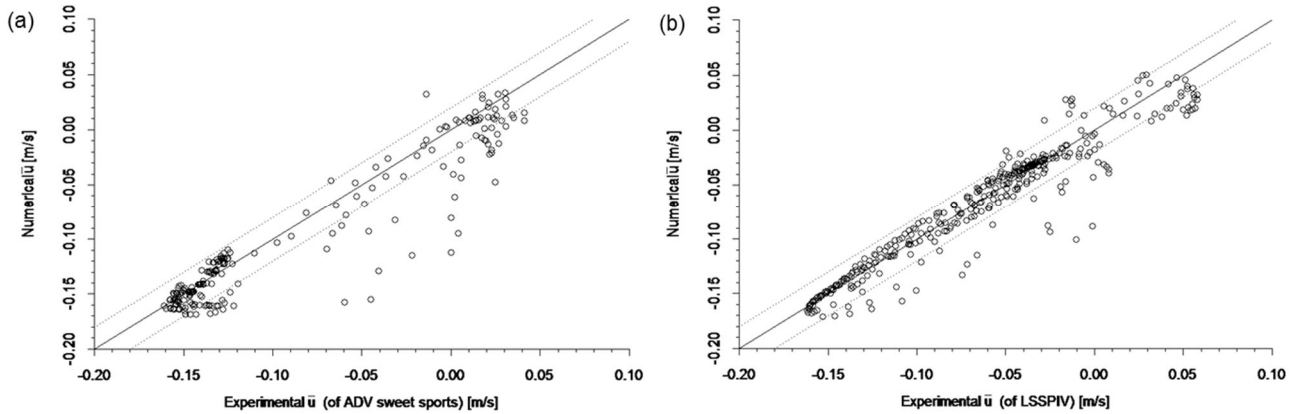 (a)
0.10
0.05
0.00
-0.05
-0.10
-0.15
-0.20
Numerical ū [m/s]
-0.20 -0.15 -0.10 -0.05 0.00 0.05 0.10
Experimental ū (of ADV sweet sports) [m/s]
(b)
0.10
0.05
0.00
-0.05
-0.10
-0.15
-0.20
Numerical ū [m/s]
-0.20 -0.15 -0.10 -0.05 0.00 0.05 0.10
Experimental ū (of LSSPIV) [m/s]